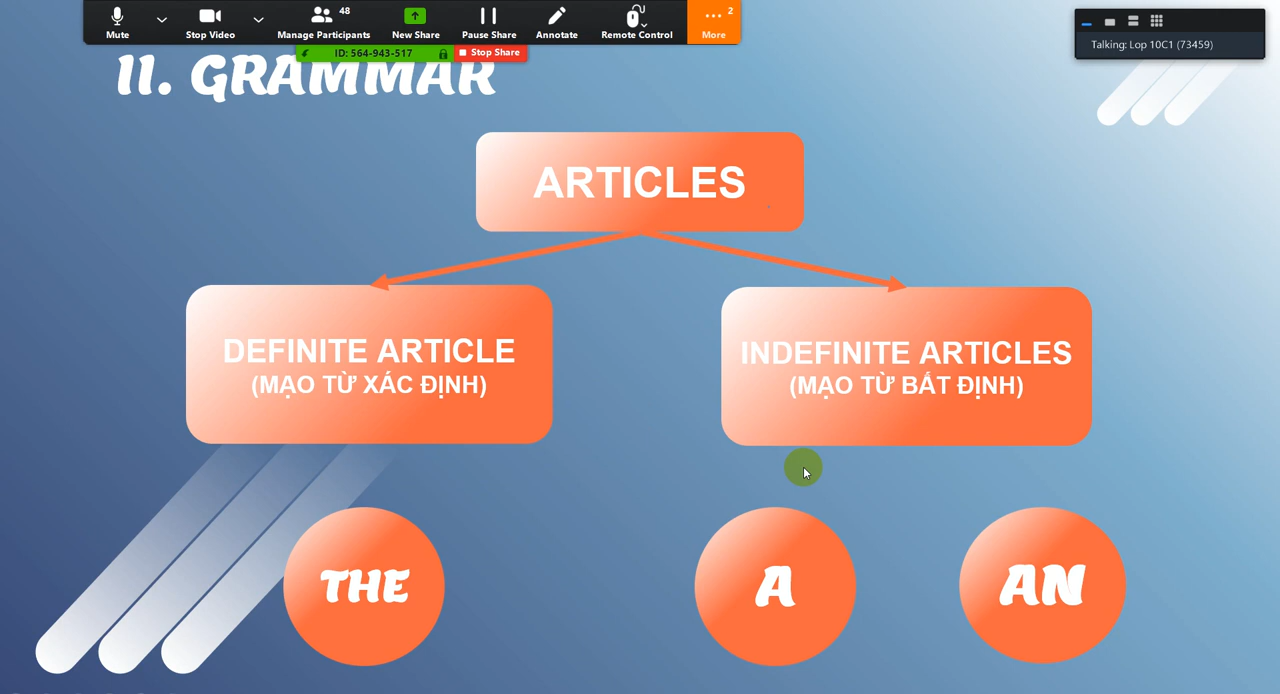 Mute
Stop Video
48
Manage Participants
New Share
Pause Share
Annotate
Remote Control
2
More
ID: 564-943-517
Stop Share
Talking: Lop 10C1 (73459)
II. GRAMMAR
ARTICLES
DEFINITE ARTICLE
(MẠO TỪ XÁC ĐỊNH)
INDEFINITE ARTICLES
(MẠO TỪ BẤT ĐỊNH)
THE
A
AN